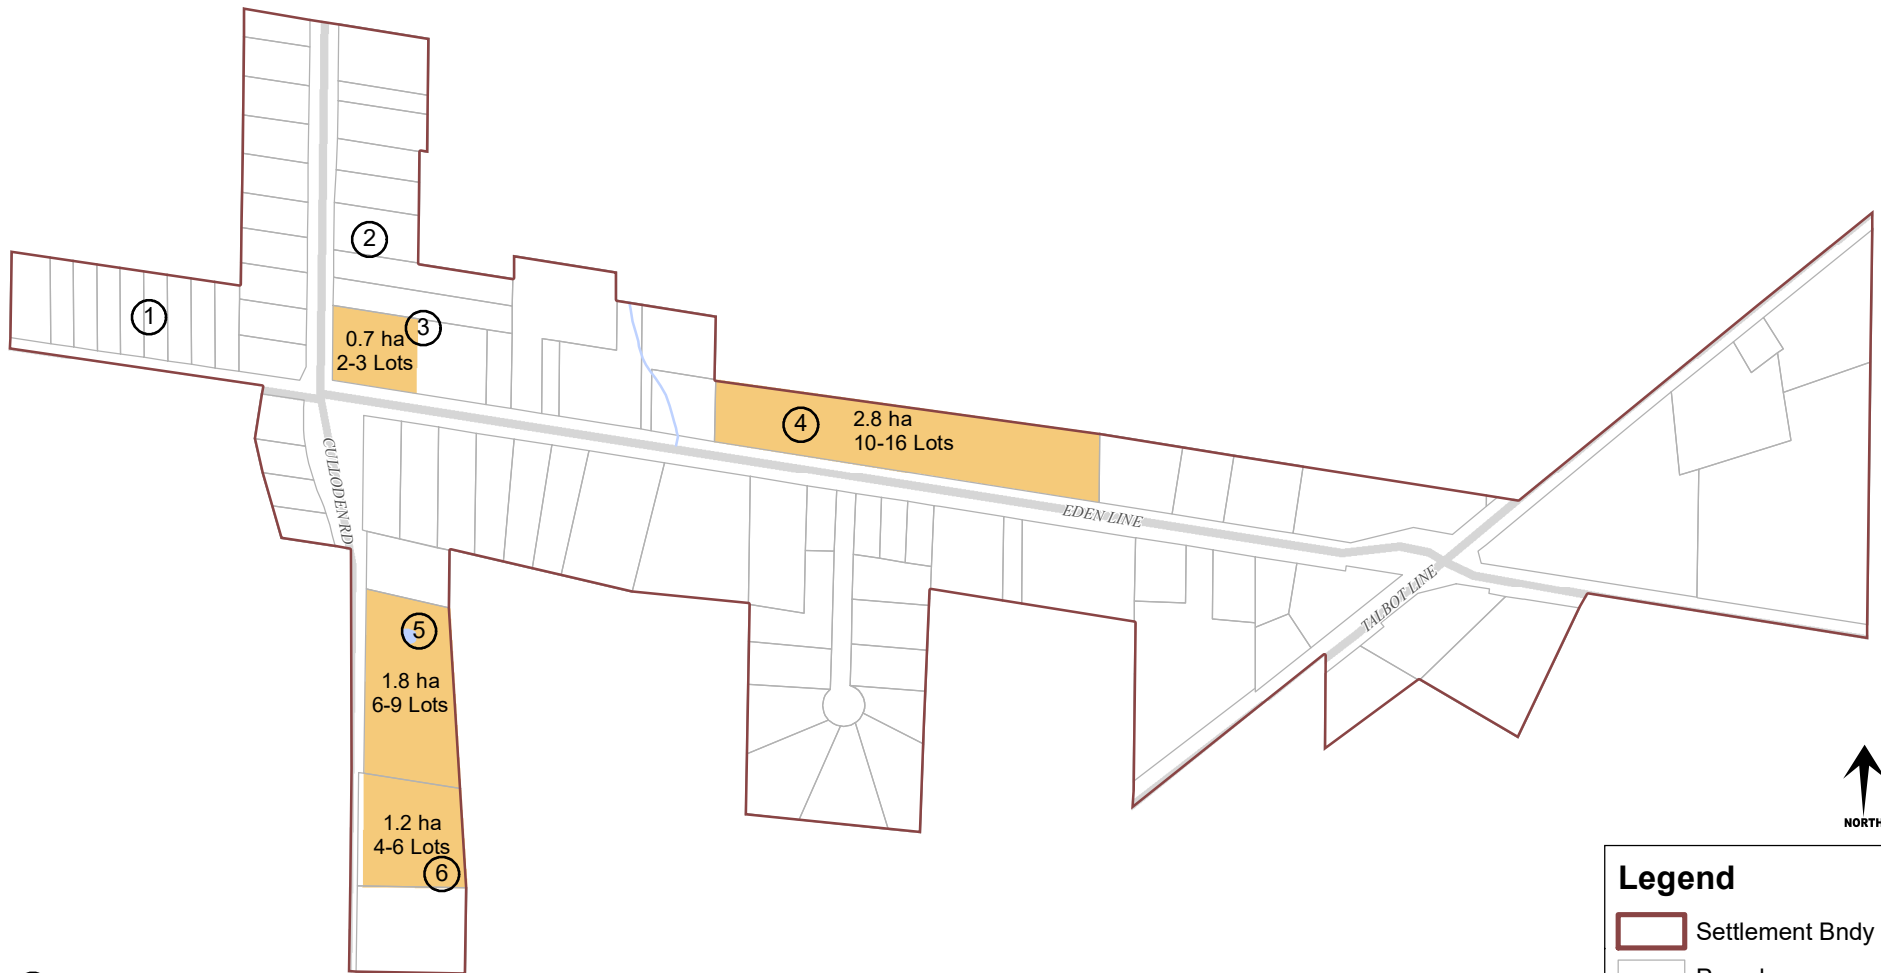 2
1
3
0.7 ha
2-3 Lots
4
2.8 ha
10-16 Lots
CULLODEN RD
EDEN LINE
TALBOT LINE
5
1.8 ha
6-9 Lots
1.2 ha
4-6 Lots
6
NORTH
Legend
Settlement Bndy